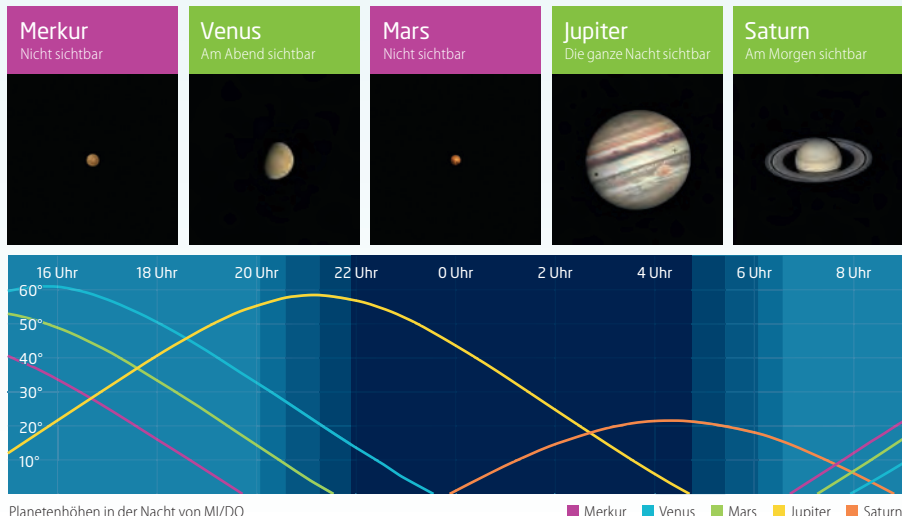 Merkur
Nicht sichtbar
Venus
Am Abend sichtbar
Mars
Nicht sichtbar
Jupiter
Die ganze Nacht sichtbar
Saturn
Am Morgen sichtbar
16 Uhr 18 Uhr 20 Uhr 22 Uhr 0 Uhr 2 Uhr 4 Uhr 6 Uhr 8 Uhr
60°
50°
40°
30°
20°
10°
Planetenhöhen in der Nacht von MI/DO Merkur Venus Mars Jupiter Saturn